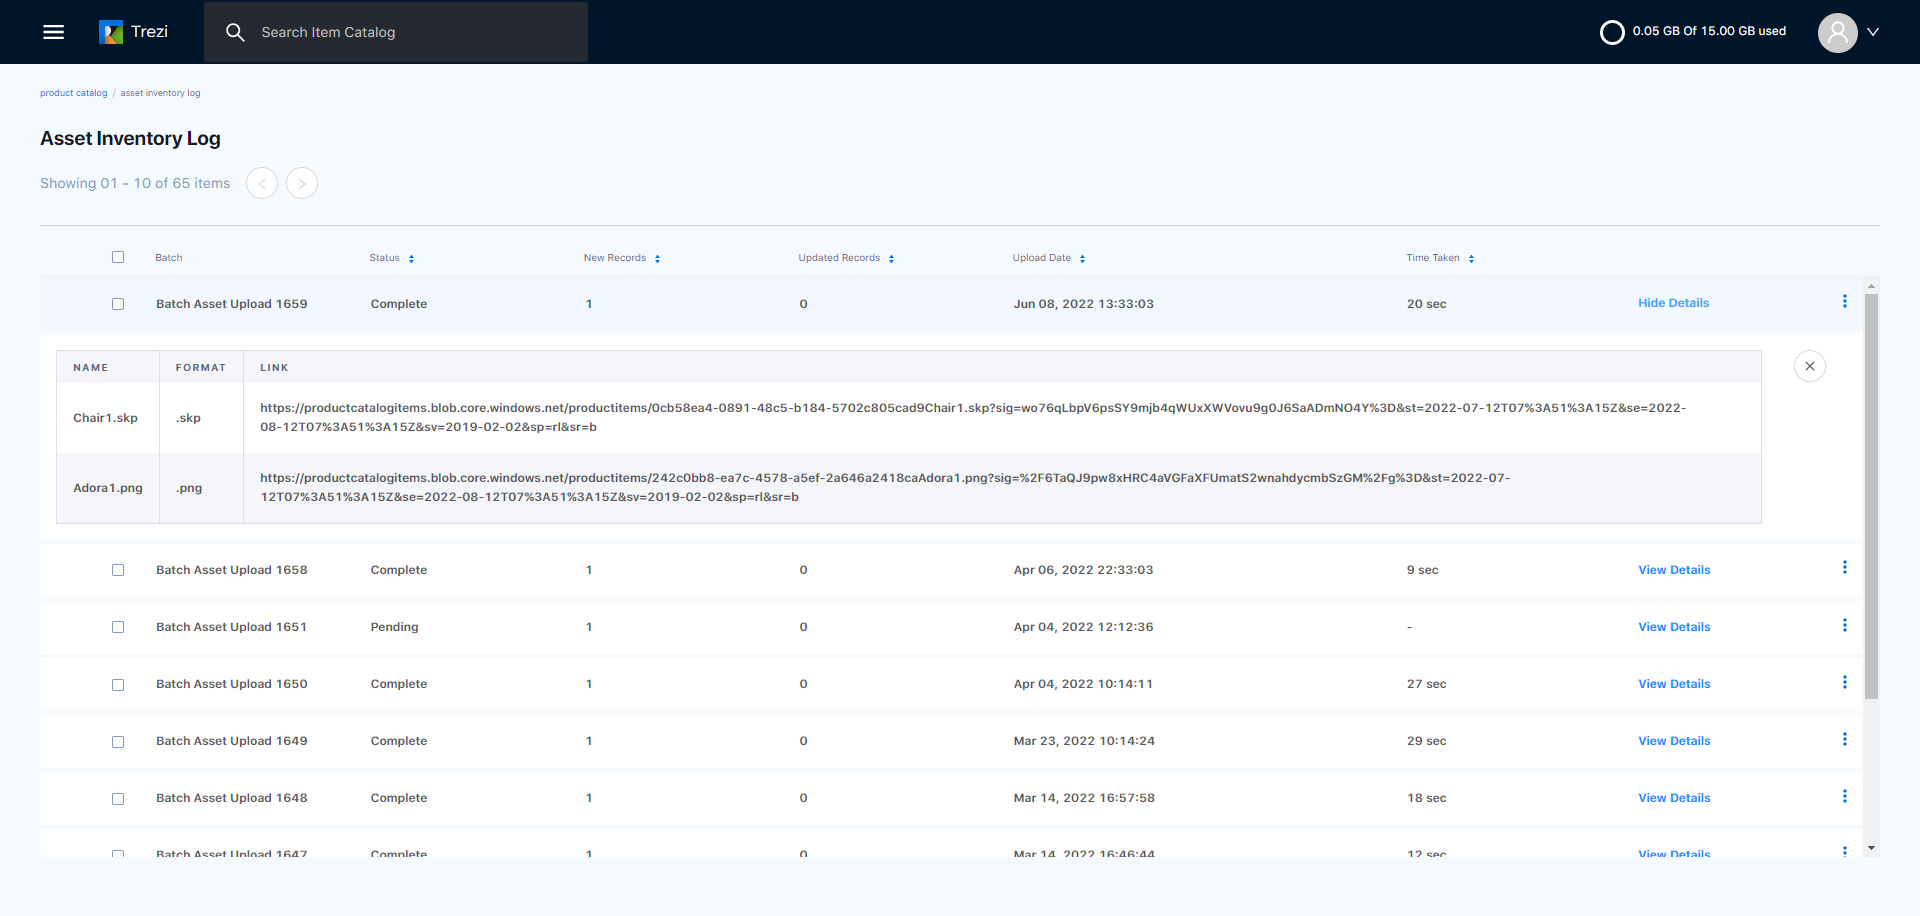 Trezi
Search Item Catalog
0.05 GB Of 15.00 GB used
product catalog / asset inventory log
Asset Inventory Log
Showing 01 - 10 of 65 items
Batch Status New Records Updated Records Upload Date Time Taken
Batch Asset Upload 1659 Complete 1 0 Jun 08, 2022 13:33:03 20 sec Hide Details
NAME FORMAT LINK
Chair1.skp .skp https://productcatalogitems.blob.core.windows.net/productitems/0cb58ea4-0891-48c5-b184-5702c805cad9Chair1.skp?sig=wo76qLbpV6psSY9mjb4qWUxXWVovu9g0J6SaADmNO4Y%3D&st=2022-07-12T07%3A51%3A15Z&se=2022-
08-12T07%3A51%3A15Z&sv=2019-02-02&sp=rl&sr=b
Adora1.png .png https://productcatalogitems.blob.core.windows.net/productitems/242c0bb8-ea7c-4578-a5ef-2a646a2418caAdora1.png?sig=%2F6TaQJ9pw8xHRC4aVGFaXFUmatS2wnahdycmbSzGM%2Fg%3D&st=2022-07-
12T07%3A51%3A15Z&se=2022-08-12T07%3A51%3A15Z&sv=2019-02-02&sp=rl&sr=b
Batch Asset Upload 1658 Complete 1 0 Apr 06, 2022 22:33:03 9 sec View Details
Batch Asset Upload 1651 Pending 1 0 Apr 04, 2022 12:12:36 - View Details
Batch Asset Upload 1650 Complete 1 0 Apr 04, 2022 10:14:11 27 sec View Details
Batch Asset Upload 1649 Complete 1 0 Mar 23, 2022 10:14:24 29 sec View Details
Batch Asset Upload 1648 Complete 1 0 Mar 14, 2022 16:57:58 18 sec View Details
Batch Asset Upload 1647 Complete 1 0 Mar 14, 2022 16:46:44 12 sec View Details